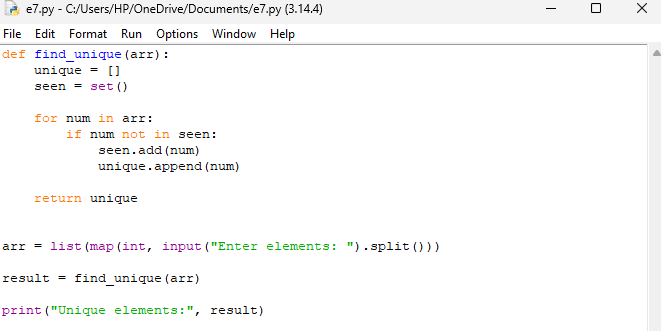 e7.py - C:/Users/HP/OneDrive/Documents/e7.py (3.14.4)
File Edit Format Run Options Window Help
def find_unique(arr):
    unique = []
    seen = set()

    for num in arr:
        if num not in seen:
            seen.add(num)
            unique.append(num)

    return unique


arr = list(map(int, input("Enter elements: ").split()))

result = find_unique(arr)

print("Unique elements:", result)